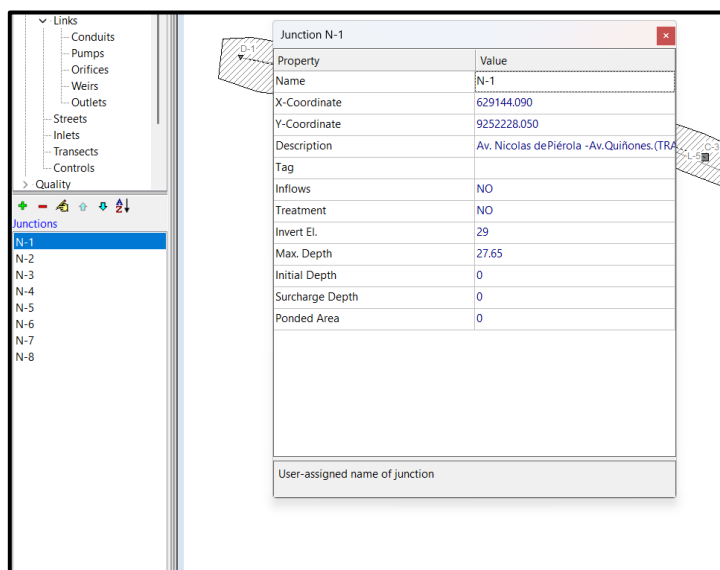 Links
Conduits
Pumps
Orifices
Weirs
Outlets
Streets
Inlets
Transects
Controls
Quality
Junctions
N-1
N-2
N-3
N-4
N-5
N-6
N-7
N-8
D-1
Junction N-1
Property Value
Name N-1
X-Coordinate 629144.090
Y-Coordinate 9252228.050
Description Av. Nicolas dePiérola -Av.Quiñones.(TRA
Tag
Inflows NO
Treatment NO
Invert El. 29
Max. Depth 27.65
Initial Depth 0
Surcharge Depth 0
Ponded Area 0
User-assigned name of junction
C-3
L-5